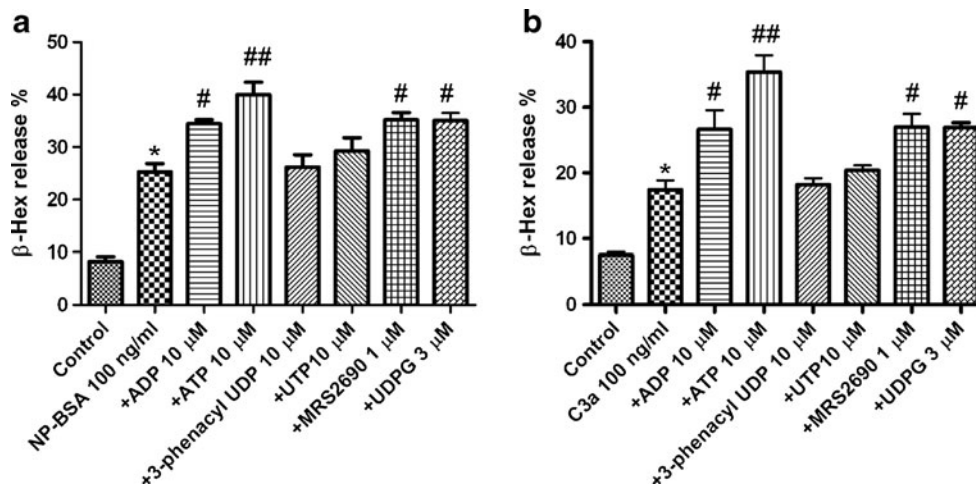 a
β-Hex release %
50
40
30
20
10
0
*
#
##
#
#
Control
NP-BSA 100 ng/ml
+ADP 10 μM
+ATP 10 μM
+3-phenacyl UDP 10 μM
+UTP10 μM
+MRS2690 1 μM
+UDPG 3 μM
b
β-Hex release %
40
30
20
10
0
*
#
##
#
#
Control
C3a 100 ng/ml
+ADP 10 μM
+ATP 10 μM
+3-phenacyl UDP 10 μM
+UTP10 μM
+MRS2690 1 μM
+UDPG 3 μM